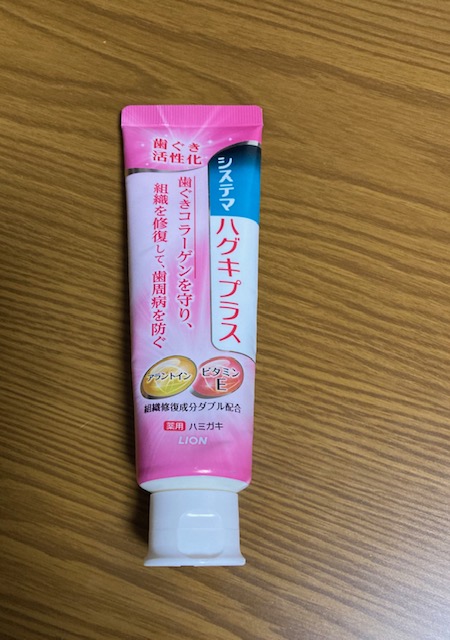 歯ぐき
活性化
システマ
ハグキプラス
歯ぐきコラーゲンを守り、
組織を修復して、歯周病を防ぐ
アラントイン
ビタミン
E
組織修復成分ダブル配合
薬用 ハミガキ
LION